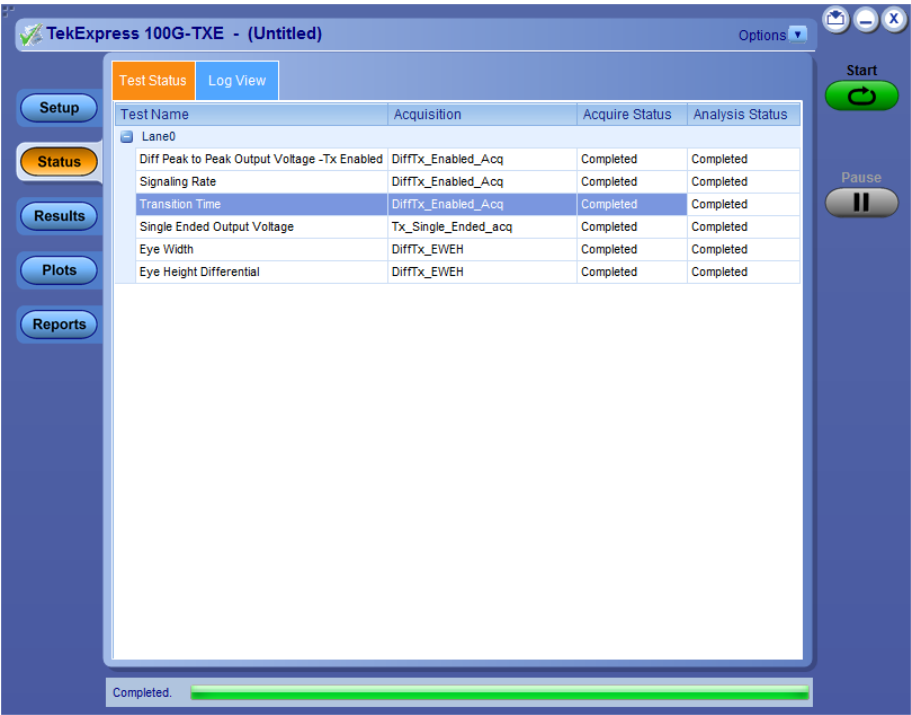 TekExpress 100G-TXE - (Untitled)
Options
Start
Pause
Setup
Status
Results
Plots
Reports
Test Status Log View
Test Name Acquisition Acquire Status Analysis Status
Lane0
Diff Peak to Peak Output Voltage -Tx Enabled DiffTx_Enabled_Acq Completed Completed
Signaling Rate DiffTx_Enabled_Acq Completed Completed
Transition Time DiffTx_Enabled_Acq Completed Completed
Single Ended Output Voltage Tx_Single_Ended_acq Completed Completed
Eye Width DiffTx_EWEH Completed Completed
Eye Height Differential DiffTx_EWEH Completed Completed
Completed.